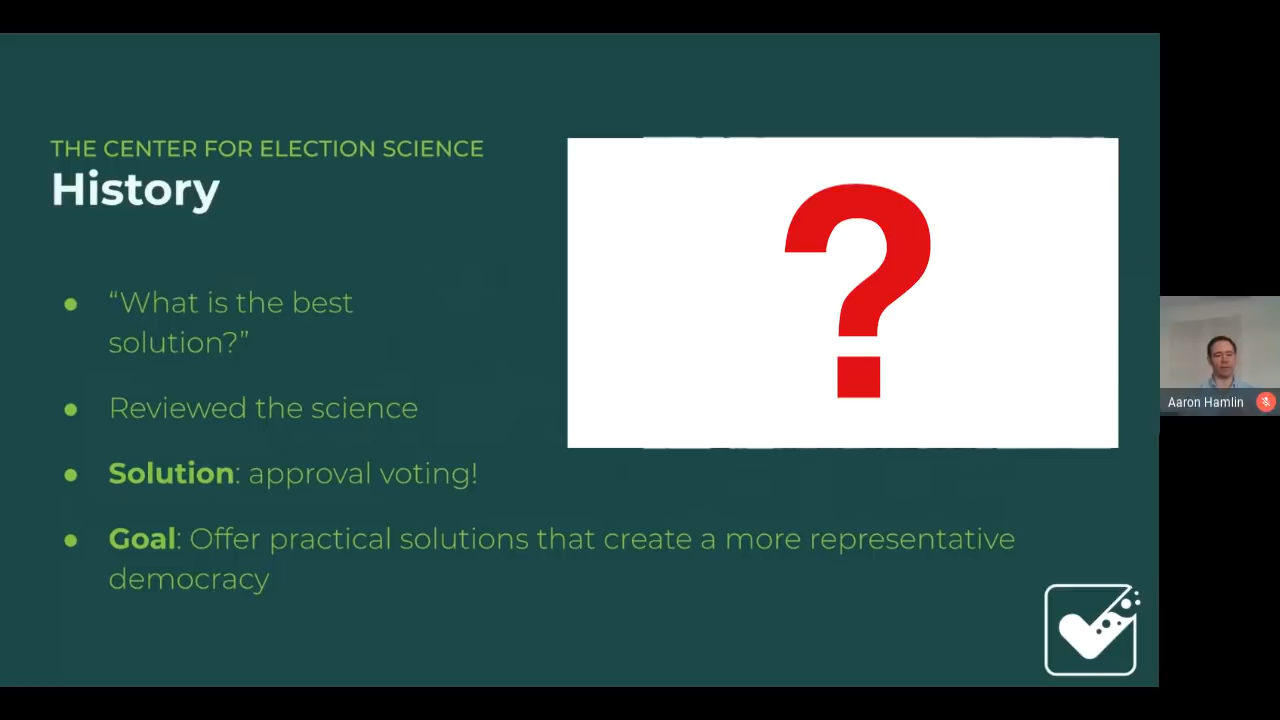 THE CENTER FOR ELECTION SCIENCE
History
“What is the best
solution?”
Reviewed the science
Solution: approval voting!
Goal: Offer practical solutions that create a more representative
democracy
?
Aaron Hamlin